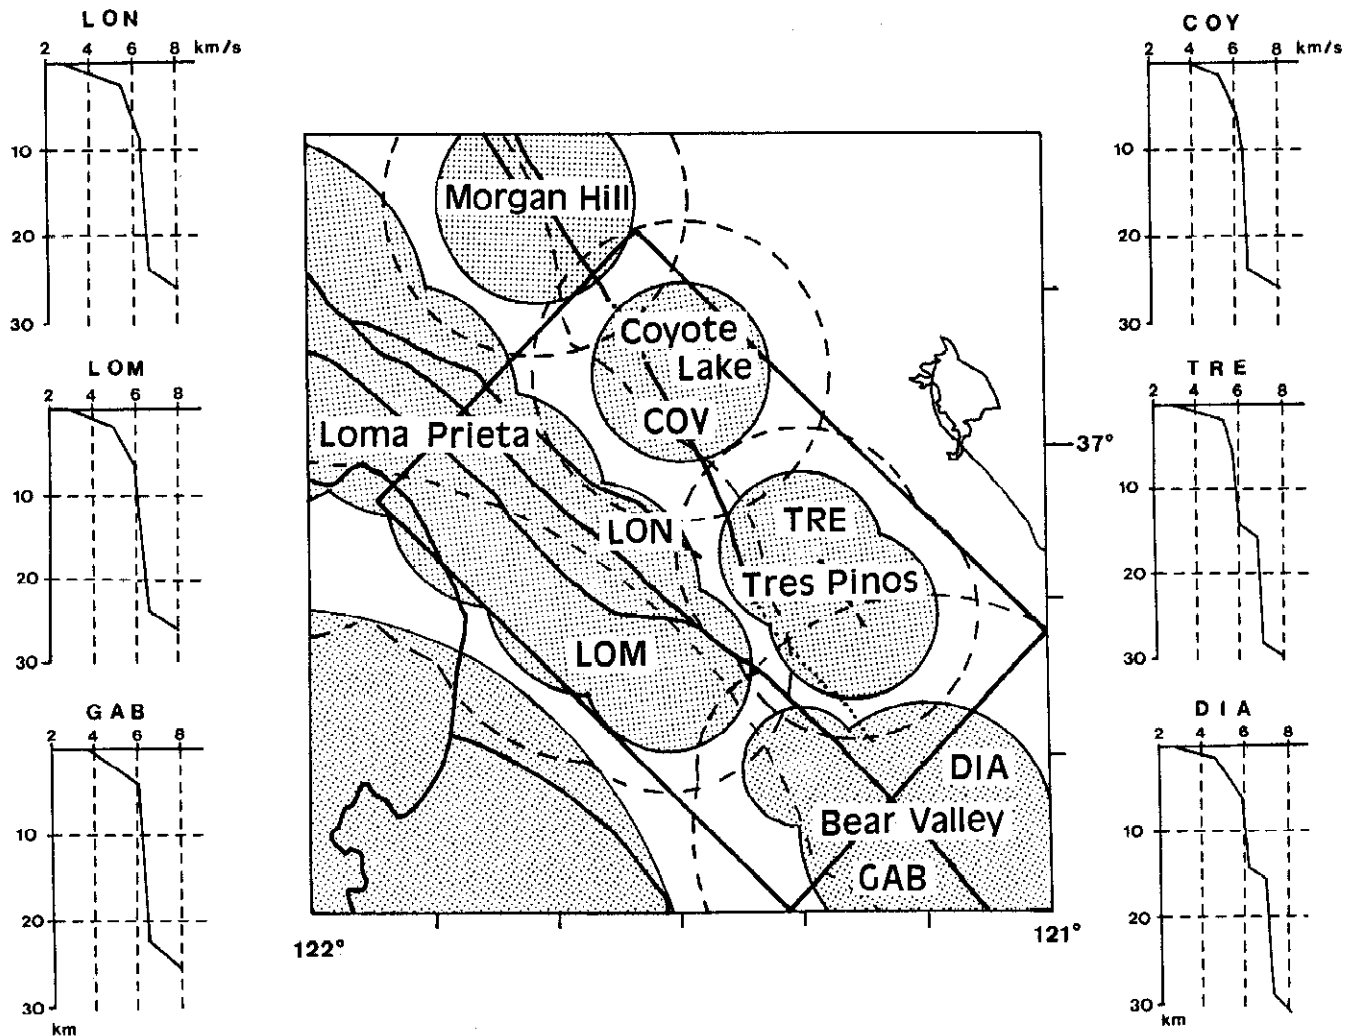 LON
2 4 6 8 km/s
10
20
30
LOM
2 4 6 8
10
20
30
GAB
2 4 6 8
10
20
30
km
Morgan Hill
Coyote
Lake
COV
Loma Prieta
LON
TRE
Tres Pinos
LOM
DIA
Bear Valley
GAB
37°
122°
121°
COY
2 4 6 8 km/s
10
20
30
TRE
2 4 6 8
10
20
30
DIA
2 4 6 8
10
20
30
km